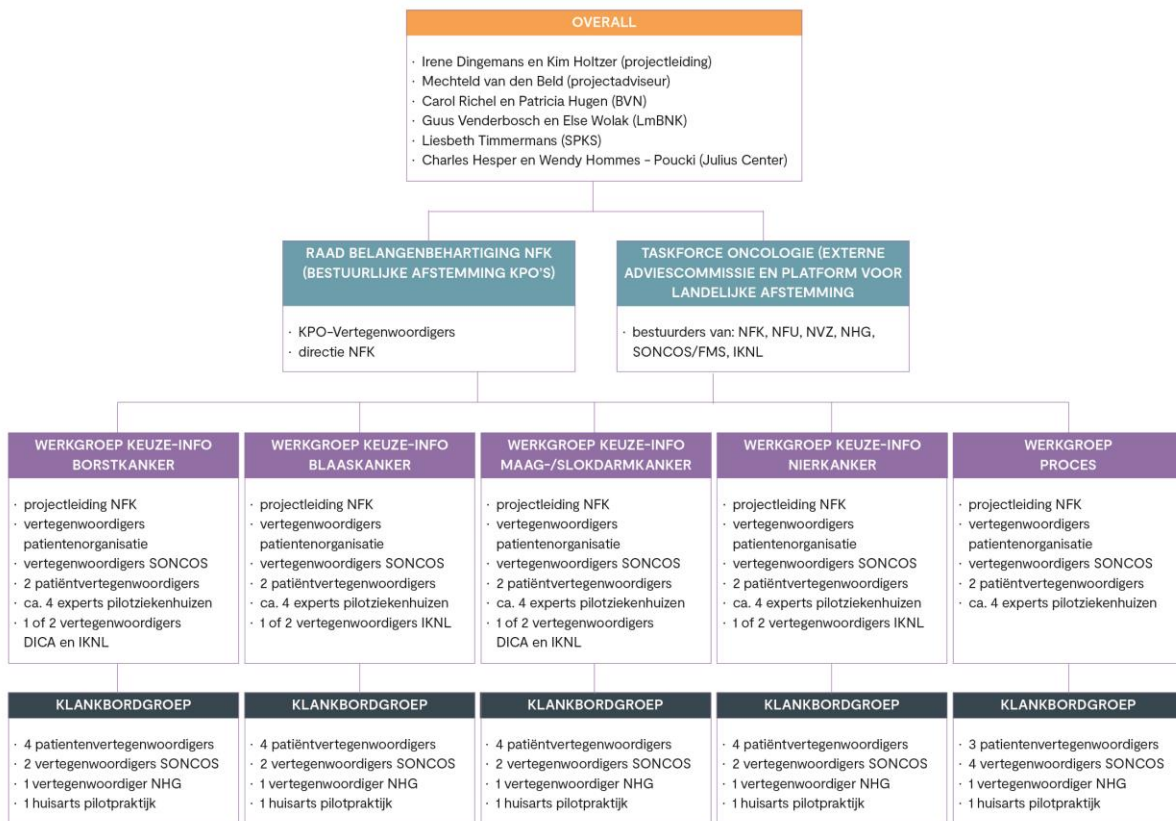 OVERALL
· Irene Dingemans en Kim Holtzer (projectleiding)
· Mechteld van den Beld (projectadviseur)
· Carol Richel en Patricia Hugen (BVN)
· Guus Venderbosch en Else Wolak (LmBNK)
· Liesbeth Timmermans (SPKS)
· Charles Hesper en Wendy Hommes - Poucki (Julius Center)
RAAD BELANGENBEHARTIGING NFK
(BESTUURLIJKE AFSTEMMING KPO'S)
· KPO-Vertegenwoordigers
· directie NFK
TASKFORCE ONCOLOGIE (EXTERNE
ADVIESCOMMISSIE EN PLATFORM VOOR
LANDELIJKE AFSTEMMING
· bestuurders van: NFK, NFU, NVZ, NHG,
SONCOS/FMS, IKNL
WERKGROEP KEUZE-INFO
BORSTKANKER
· projectleiding NFK
· vertegenwoordigers
patientenorganisatie
· vertegenwoordigers SONCOS
· 2 patiëntvertegenwoordigers
· ca. 4 experts pilotziekenhuizen
· 1 of 2 vertegenwoordigers
DICA en IKNL
WERKGROEP KEUZE-INFO
BLAASKANKER
· projectleiding NFK
· vertegenwoordigers
patientenorganisatie
· vertegenwoordigers SONCOS
· 2 patiëntvertegenwoordigers
· ca. 4 experts pilotziekenhuizen
· 1 of 2 vertegenwoordigers IKNL
WERKGROEP KEUZE-INFO
MAAG-/SLOKDARMKANKER
· projectleiding NFK
· vertegenwoordigers
patientenorganisatie
· vertegenwoordigers SONCOS
· 2 patiëntvertegenwoordigers
· ca. 4 experts pilotziekenhuizen
· 1 of 2 vertegenwoordigers
DICA en IKNL
WERKGROEP KEUZE-INFO
NIERKANKER
· projectleiding NFK
· vertegenwoordigers
patientenorganisatie
· vertegenwoordigers SONCOS
· 2 patiëntvertegenwoordigers
· ca. 4 experts pilotziekenhuizen
· 1 of 2 vertegenwoordigers IKNL
WERKGROEP
PROCES
· projectleiding NFK
· vertegenwoordigers
patientenorganisatie
· vertegenwoordigers SONCOS
· 2 patiëntvertegenwoordigers
· ca. 4 experts pilotziekenhuizen
KLANKBORDGROEP
· 4 patientenvertegenwoordigers
· 2 vertegenwoordigers SONCOS
· 1 vertegenwoordiger NHG
· 1 huisarts pilotpraktijk
KLANKBORDGROEP
· 4 patiëntvertegenwoordigers
· 2 vertegenwoordigers SONCOS
· 1 vertegenwoordiger NHG
· 1 huisarts pilotpraktijk
KLANKBORDGROEP
· 4 patiëntvertegenwoordigers
· 2 vertegenwoordigers SONCOS
· 1 vertegenwoordiger NHG
· 1 huisarts pilotpraktijk
KLANKBORDGROEP
· 4 patiëntvertegenwoordigers
· 2 vertegenwoordigers SONCOS
· 1 vertegenwoordiger NHG
· 1 huisarts pilotpraktijk
KLANKBORDGROEP
· 3 patientenvertegenwoordigers
· 4 vertegenwoordigers SONCOS
· 1 vertegenwoordiger NHG
· 1 huisarts pilotpraktijk